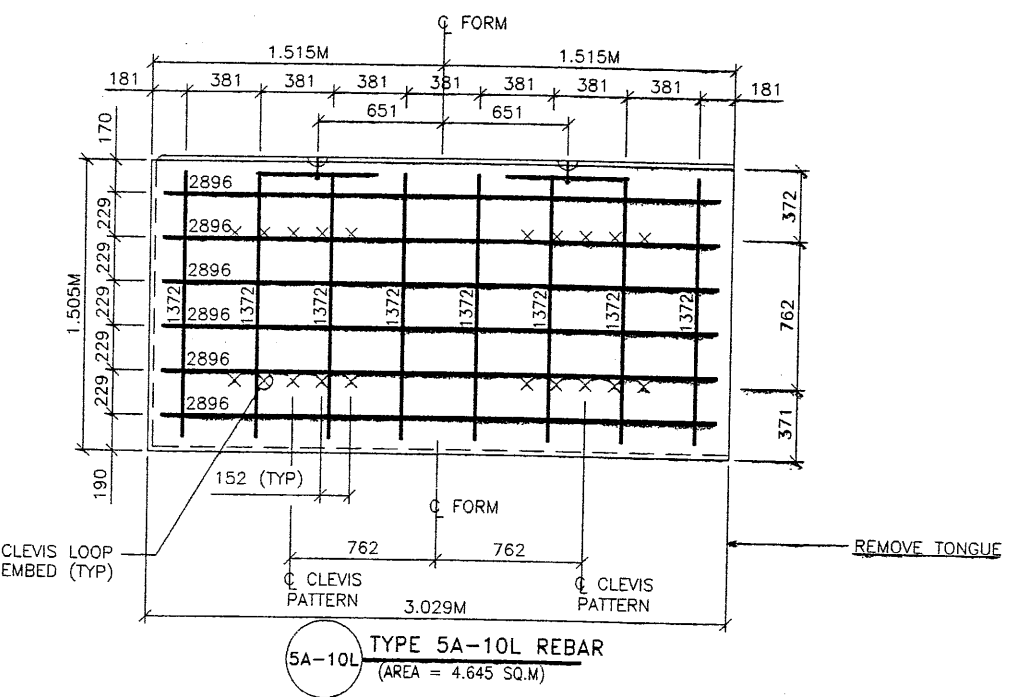 ℄ FORM
1.515M 1.515M
181 381 381 381 381 381 381 381 181
651 651
170
2896
372
229
2896
229
2896
1.505M
229
1372 1372 1372 1372 1372 1372 1372 1372
762
2896
229
2896
229
2896
371
190
152 (TYP)
℄ FORM
CLEVIS LOOP
EMBED (TYP)
762 762
REMOVE TONGUE
℄ CLEVIS
PATTERN
℄ CLEVIS
PATTERN
3.029M
5A-10L
TYPE 5A-10L REBAR
(AREA = 4.645 SQ.M)